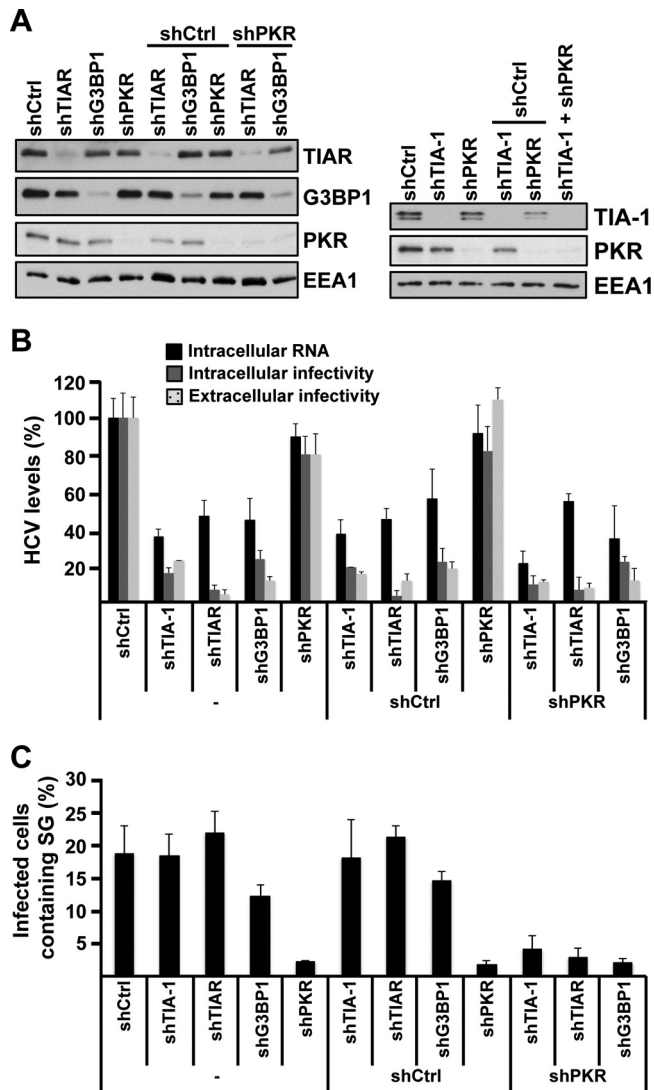 A
shCtrl shPKR
shCtrl shTIAR shG3BP1 shPKR shTIAR shG3BP1 shPKR shTIAR shG3BP1
TIAR
G3BP1
PKR
EEA1
shCtrl
shCtrl shTIA-1 shPKR shTIA-1 shPKR shTIA-1 + shPKR
TIA-1
PKR
EEA1
B
Intracellular RNA
Intracellular infectivity
Extracellular infectivity
HCV levels (%)
120
100
80
60
40
20
shCtrl shTIA-1 shTIAR shG3BP1 shPKR shTIA-1 shTIAR shG3BP1 shPKR shTIA-1 shTIAR shG3BP1
- shCtrl shPKR
C
Infected cells
containing SG (%)
30
25
20
15
10
5
shCtrl shTIA-1 shTIAR shG3BP1 shPKR shTIA-1 shTIAR shG3BP1 shPKR shTIA-1 shTIAR shG3BP1
- shCtrl shPKR